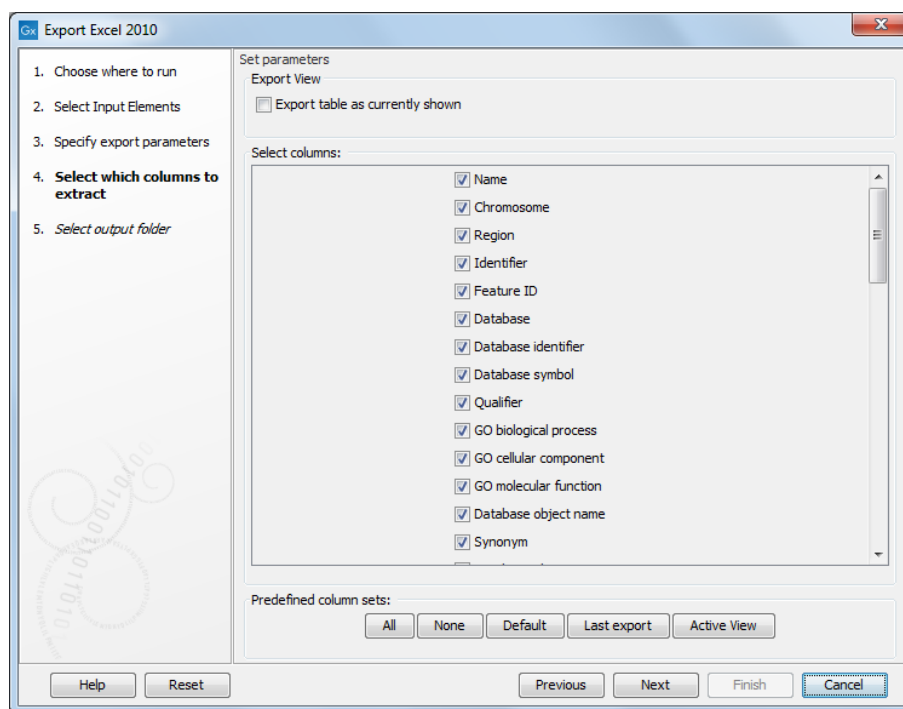 Gx Export Excel 2010
1. Choose where to run
2. Select Input Elements
3. Specify export parameters
4. Select which columns to
extract
5. Select output folder
Set parameters
Export View
Export table as currently shown
Select columns:
Name
Chromosome
Region
Identifier
Feature ID
Database
Database identifier
Database symbol
Qualifier
GO biological process
GO cellular component
GO molecular function
Database object name
Synonym
Predefined column sets:
All None Default Last export Active View
Help Reset Previous Next Finish Cancel